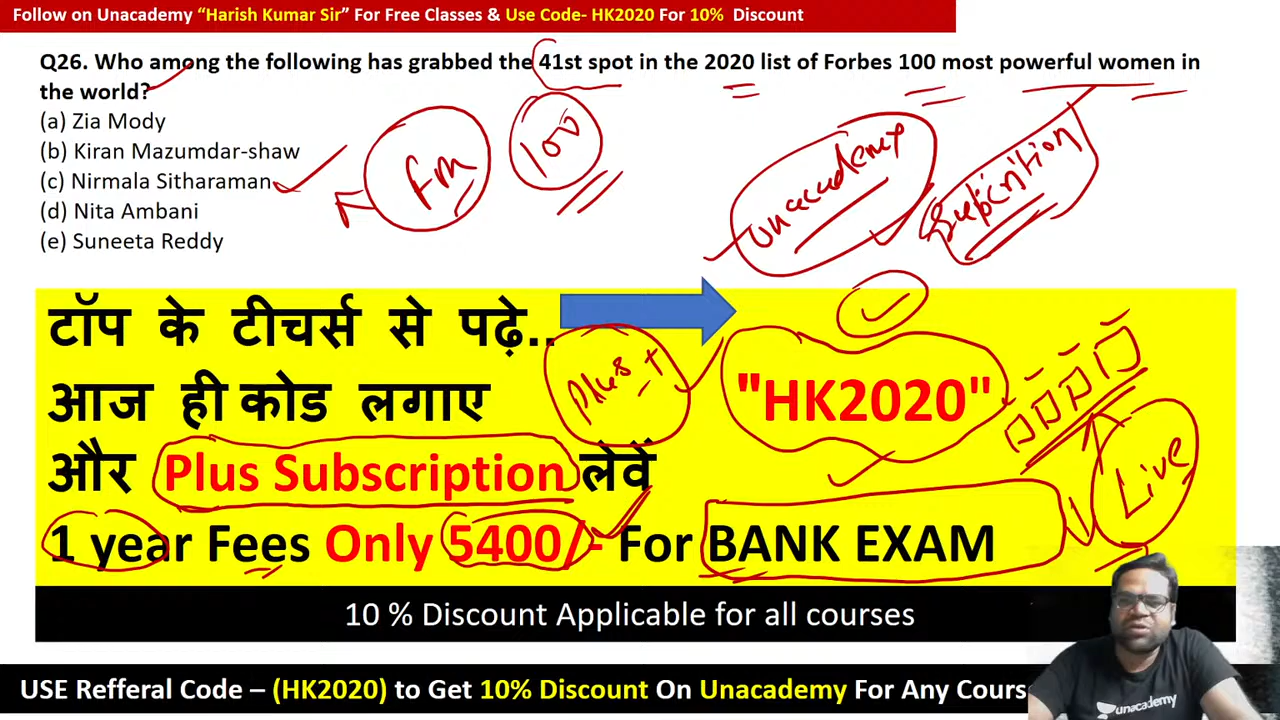 Follow on Unacademy “Harish Kumar Sir” For Free Classes & Use Code- HK2020 For 10% Discount
Q26. Who among the following has grabbed the 41st spot in the 2020 list of Forbes 100 most powerful women in
the world?
(a) Zia Mody
(b) Kiran Mazumdar-shaw
(c) Nirmala Sitharaman
(d) Nita Ambani
(e) Suneeta Reddy
fm
100
unacademy
टॉप के टीचर्स से पढ़े..
आज ही कोड लगाए
Plus +
"HK2020"
और Plus Subscription लेवें
Live
1 year Fees Only 5400/- For BANK EXAM
10 % Discount Applicable for all courses
USE Refferal Code – (HK2020) to Get 10% Discount On Unacademy For Any Cours
unacademy